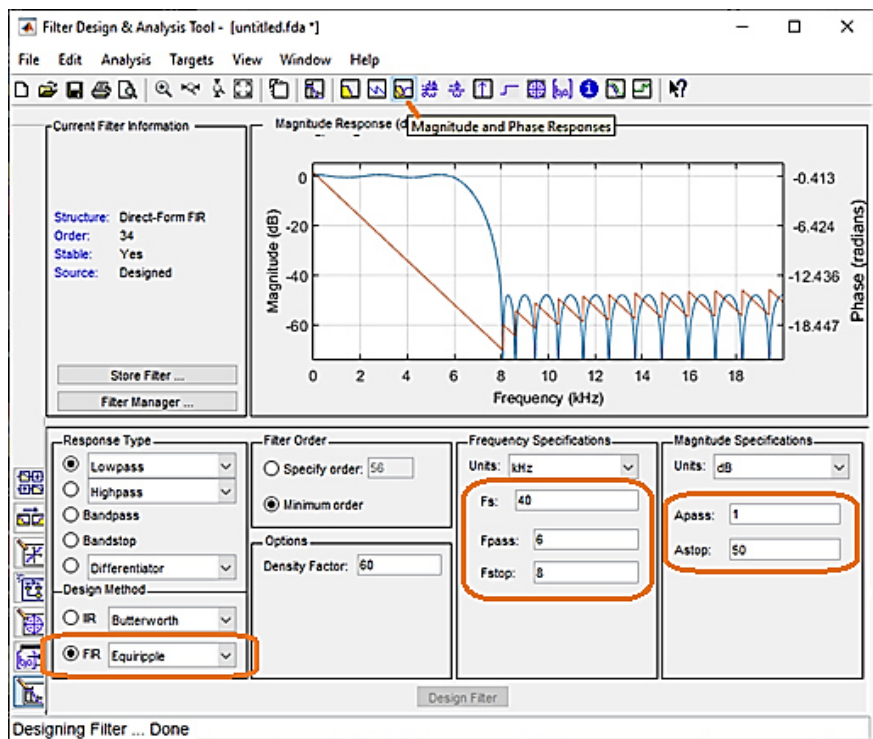 Filter Design & Analysis Tool - [untitled.fda *]
File Edit Analysis Targets View Window Help
Magnitude and Phase Responses
Current Filter Information
Structure: Direct-Form FIR
Order: 34
Stable: Yes
Source: Designed
Store Filter ...
Filter Manager ...
Magnitude Response (d
0
-20
-40
-60
Magnitude (dB)
-0.413
-6.424
-12.436
-18.447
Phase (radians)
0 2 4 6 8 10 12 14 16 18
Frequency (kHz)
Response Type
Lowpass
Highpass
Bandpass
Bandstop
Differentiator
Design Method
IIR Butterworth
FIR Equiripple
Filter Order
Specify order: 56
Minimum order
Options
Density Factor: 60
Frequency Specifications
Units: kHz
Fs: 40
Fpass: 6
Fstop: 8
Magnitude Specifications
Units: dB
Apass: 1
Astop: 50
Design Filter
Designing Filter ... Done